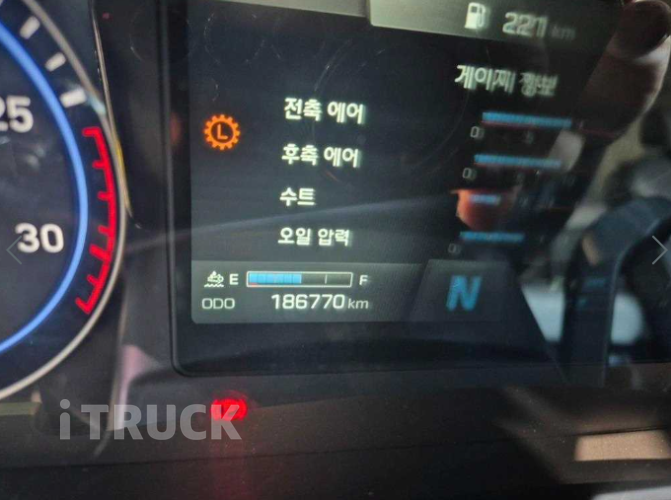 221 km
게이지 정보
25
전축 에어
L
후축 에어
수트
30
오일 압력
E F
ODO 186770 km
N
iTRUCK